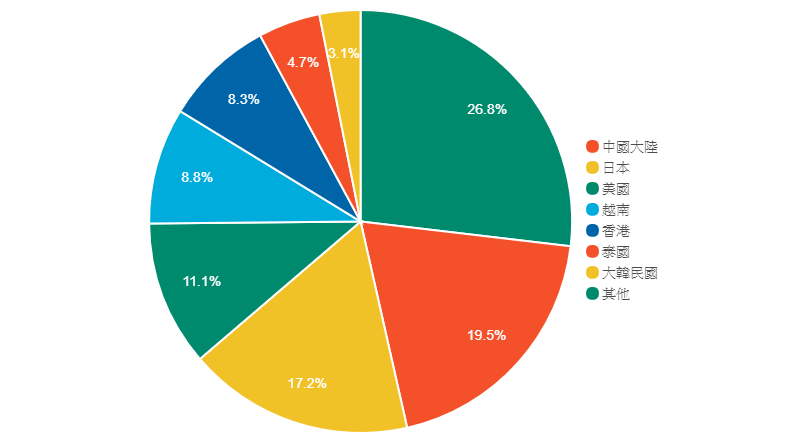 3.1%
4.7%
8.3%
26.8%
8.8%
11.1%
19.5%
17.2%
中國大陸
日本
美國
越南
香港
泰國
大韓民國
其他